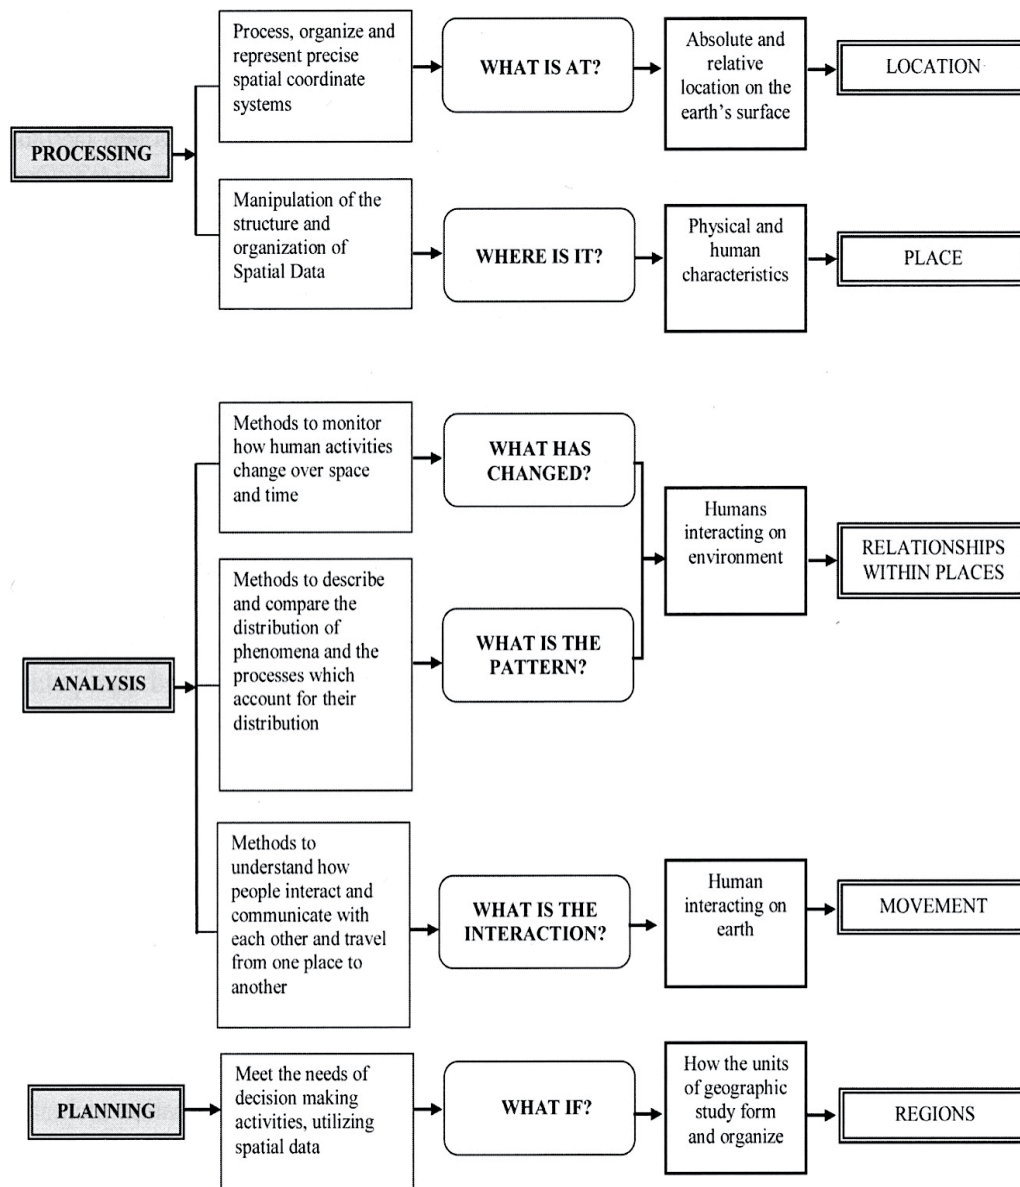 Process, organize and
represent precise
spatial coordinate
systems
WHAT IS AT?
Absolute and
relative
location on the
earth's surface
LOCATION
PROCESSING
Manipulation of the
structure and
organization of
Spatial Data
WHERE IS IT?
Physical and
human
characteristics
PLACE
Methods to monitor
how human activities
change over space
and time
WHAT HAS
CHANGED?
Humans
interacting on
environment
RELATIONSHIPS
WITHIN PLACES
Methods to describe
and compare the
distribution of
phenomena and the
processes which
account for their
distribution
WHAT IS THE
PATTERN?
ANALYSIS
Methods to
understand how
people interact and
communicate with
each other and travel
from one place to
another
WHAT IS THE
INTERACTION?
Human
interacting on
earth
MOVEMENT
PLANNING
Meet the needs of
decision making
activities, utilizing
spatial data
WHAT IF?
How the units
of geographic
study form
and organize
REGIONS